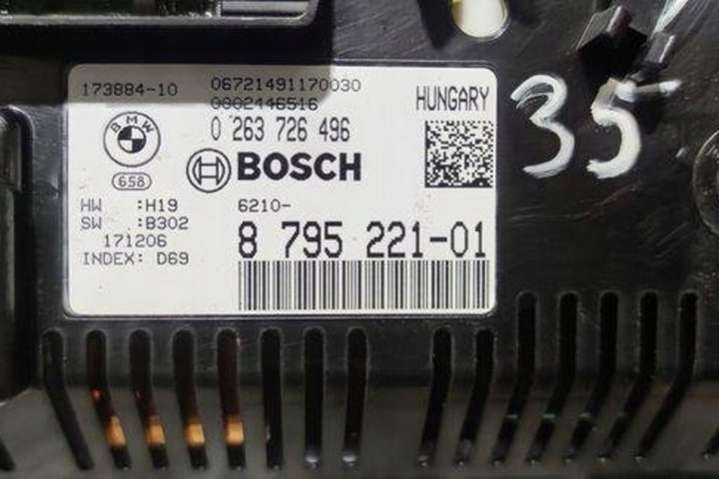 173884-10 06721491170030
0002446516
HUNGARY
BMW
0 263 726 496
BOSCH
658
HW :H19
SW :B302
171206
INDEX: D69
6210-
8 795 221-01
35